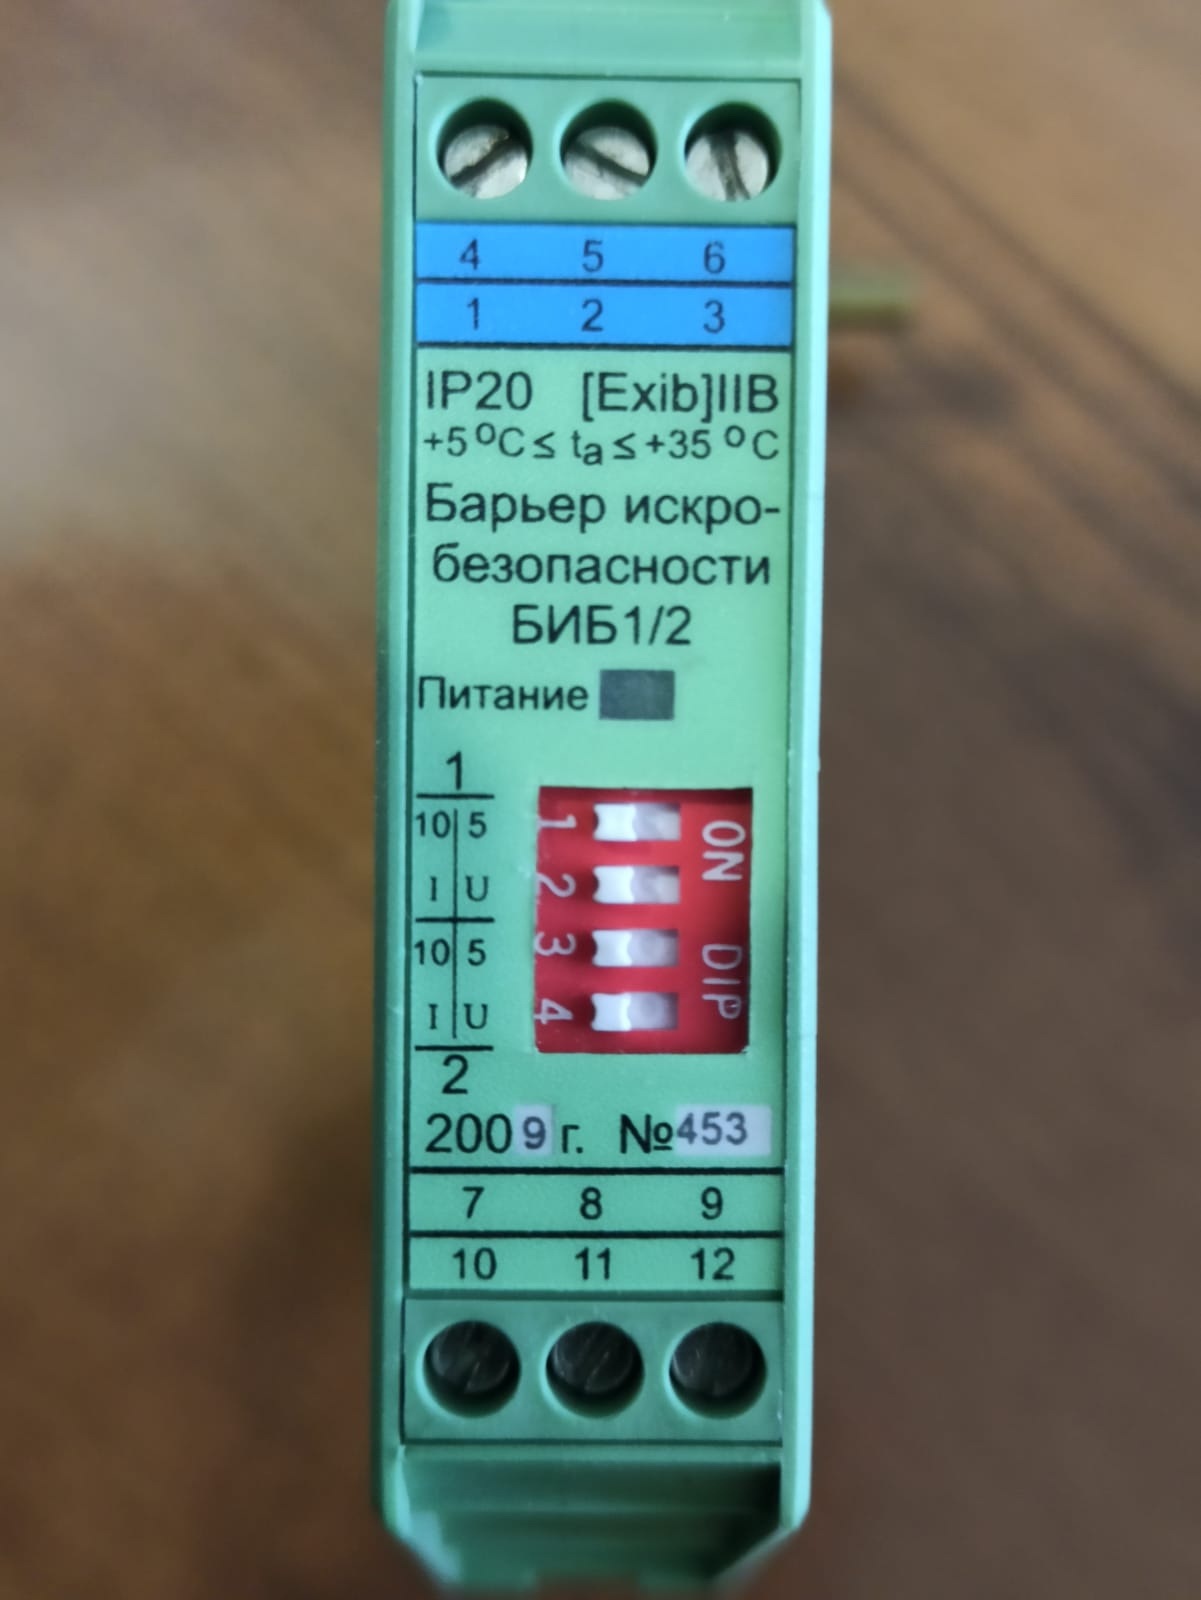 4 5 6
1 2 3
IP20 [Exib]IIB
+5 °C ≤ ta ≤ +35 °C
Барьер искро-
безопасности
БИБ1/2
Питание
1
10 5
I U
10 5
I U
2
1 2 3 4
ON DIP
2009 г. №453
7 8 9
10 11 12